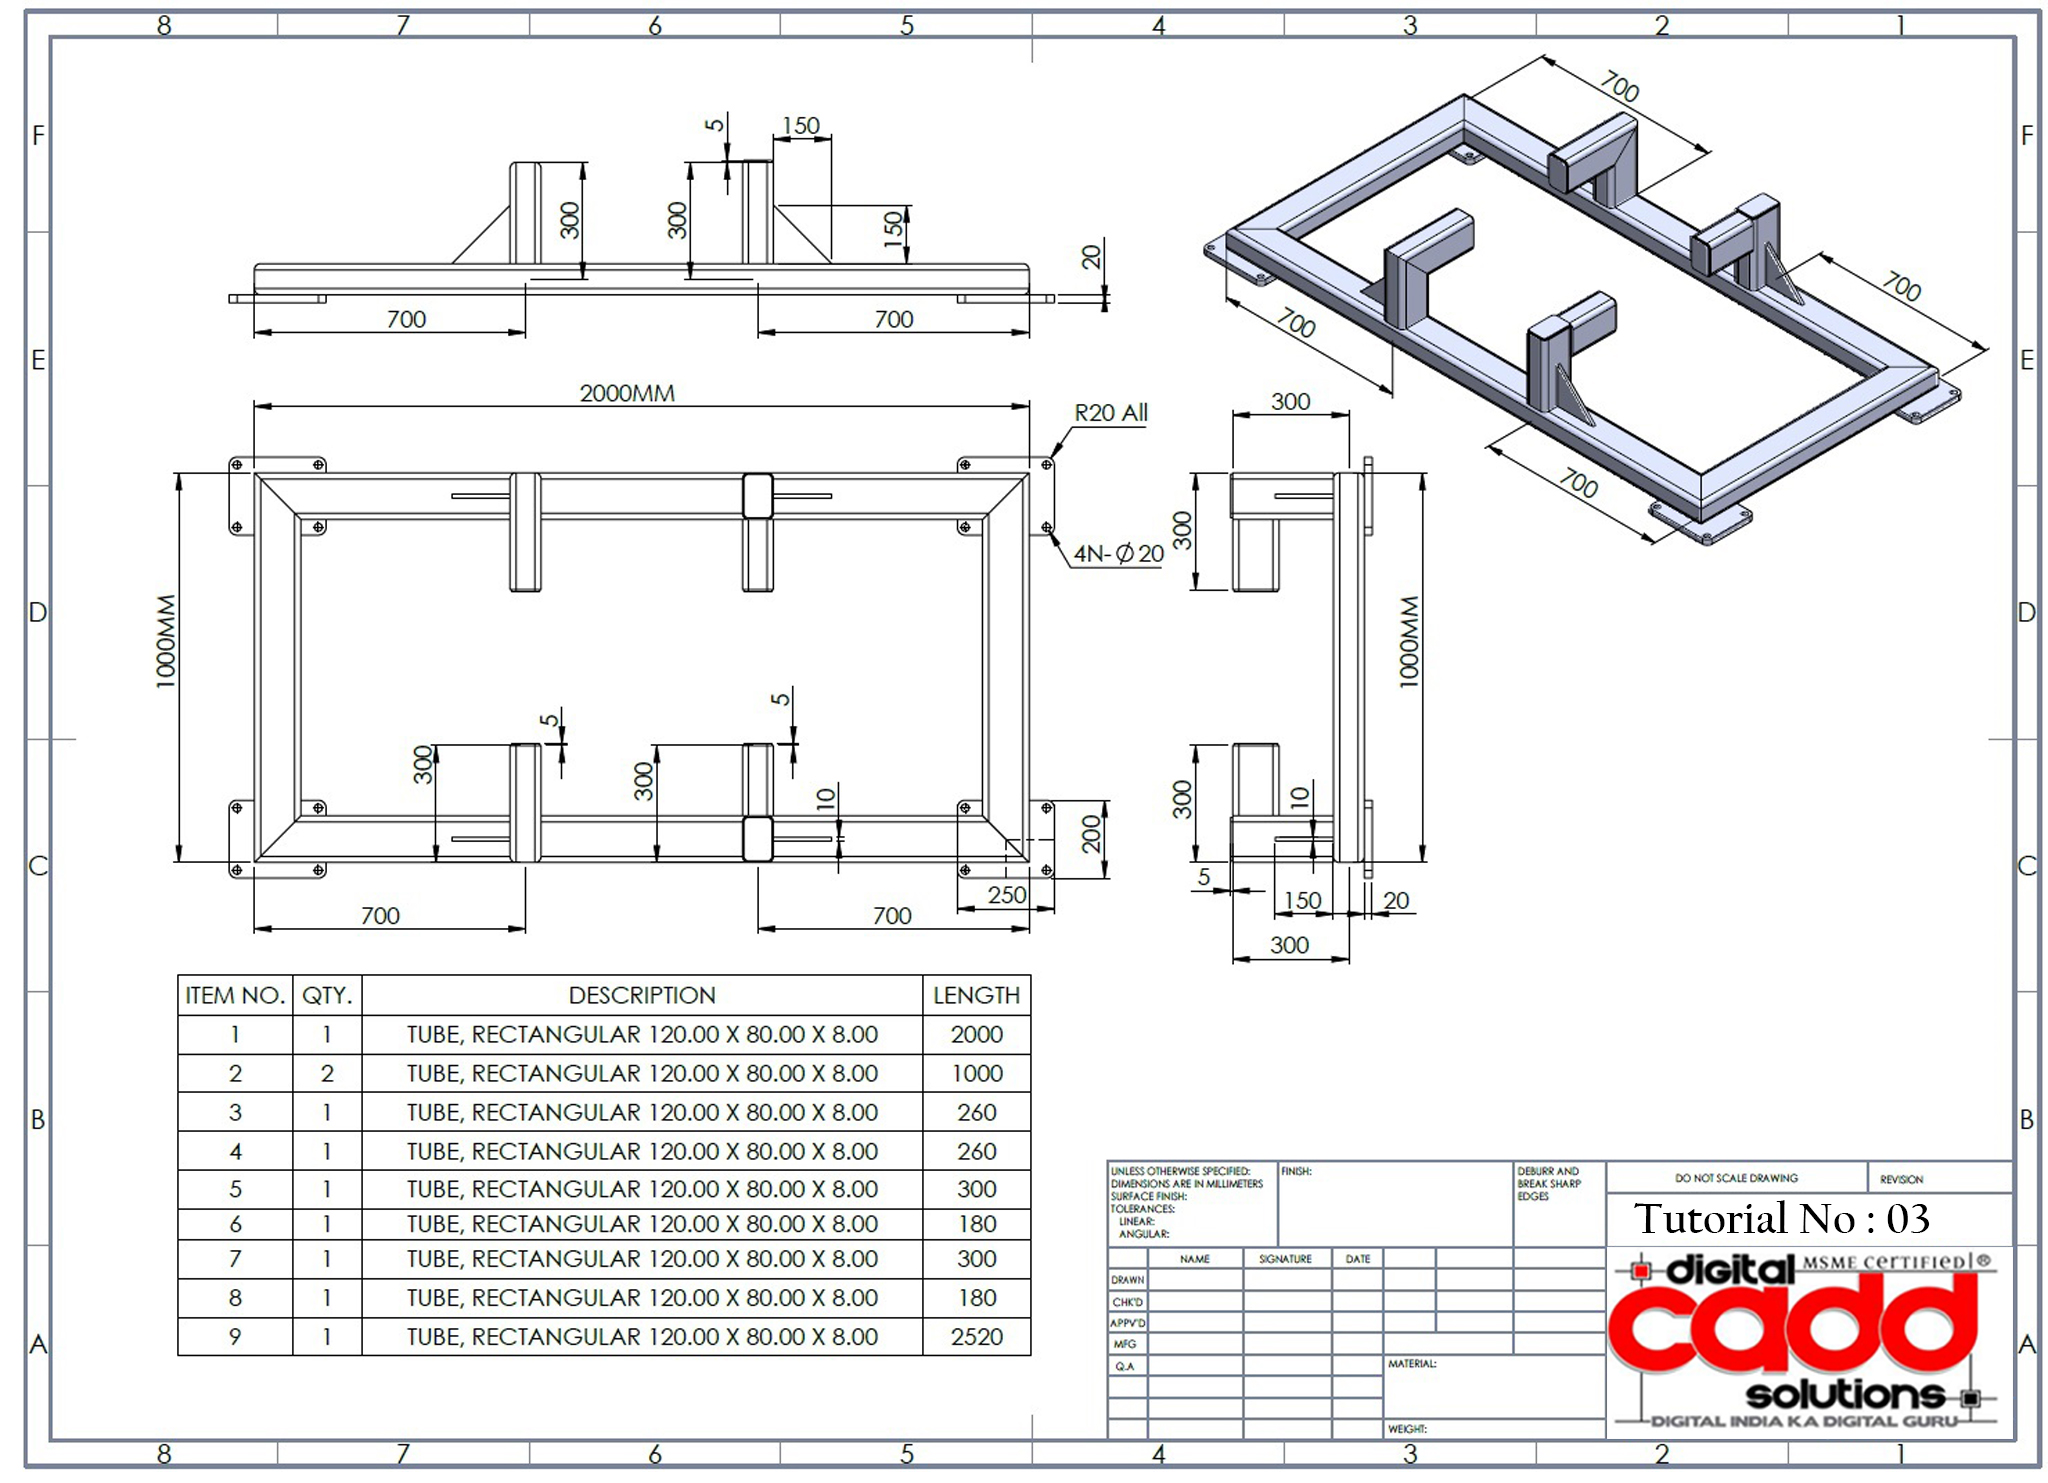 8 7 6 5 4 3 2 1
F F
E E
D D
C C
B B
A A
5
150
300
300
150
20
700
700
700
700
700
700
2000MM
R20 All
4N-Ø20
1000MM
300
5
300
5
10
200
250
700
700
300
300
1000MM
300
10
5
150
20
300
ITEM NO. QTY. DESCRIPTION LENGTH
1 1 TUBE, RECTANGULAR 120.00 X 80.00 X 8.00 2000
2 2 TUBE, RECTANGULAR 120.00 X 80.00 X 8.00 1000
3 1 TUBE, RECTANGULAR 120.00 X 80.00 X 8.00 260
4 1 TUBE, RECTANGULAR 120.00 X 80.00 X 8.00 260
5 1 TUBE, RECTANGULAR 120.00 X 80.00 X 8.00 300
6 1 TUBE, RECTANGULAR 120.00 X 80.00 X 8.00 180
7 1 TUBE, RECTANGULAR 120.00 X 80.00 X 8.00 300
8 1 TUBE, RECTANGULAR 120.00 X 80.00 X 8.00 180
9 1 TUBE, RECTANGULAR 120.00 X 80.00 X 8.00 2520
UNLESS OTHERWISE SPECIFIED:
DIMENSIONS ARE IN MILLIMETERS
SURFACE FINISH:
TOLERANCES:
LINEAR:
ANGULAR:
FINISH:
DEBURR AND
BREAK SHARP
EDGES
DO NOT SCALE DRAWING
REVISION
NAME SIGNATURE DATE
DRAWN
CHK'D
APPV'D
MFG
Q.A
MATERIAL:
WEIGHT:
Tutorial No : 03
digital MSME CERTIFIED ®
cadd
solutions
DIGITAL INDIA KA DIGITAL GURU
8 7 6 5 4 3 2 1